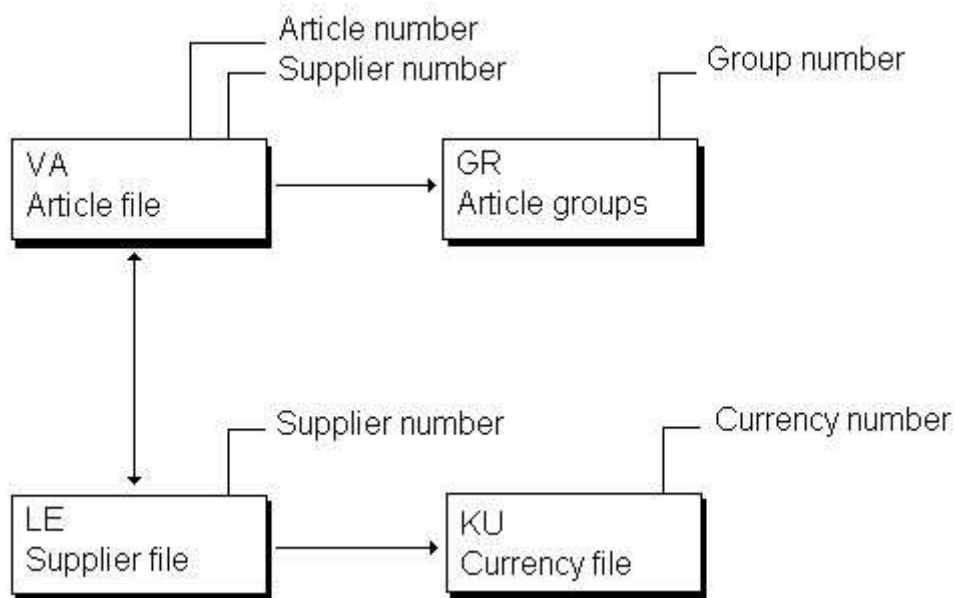 Article number
Supplier number
Group number
VA
Article file
GR
Article groups
Supplier number
Currency number
LE
Supplier file
KU
Currency file